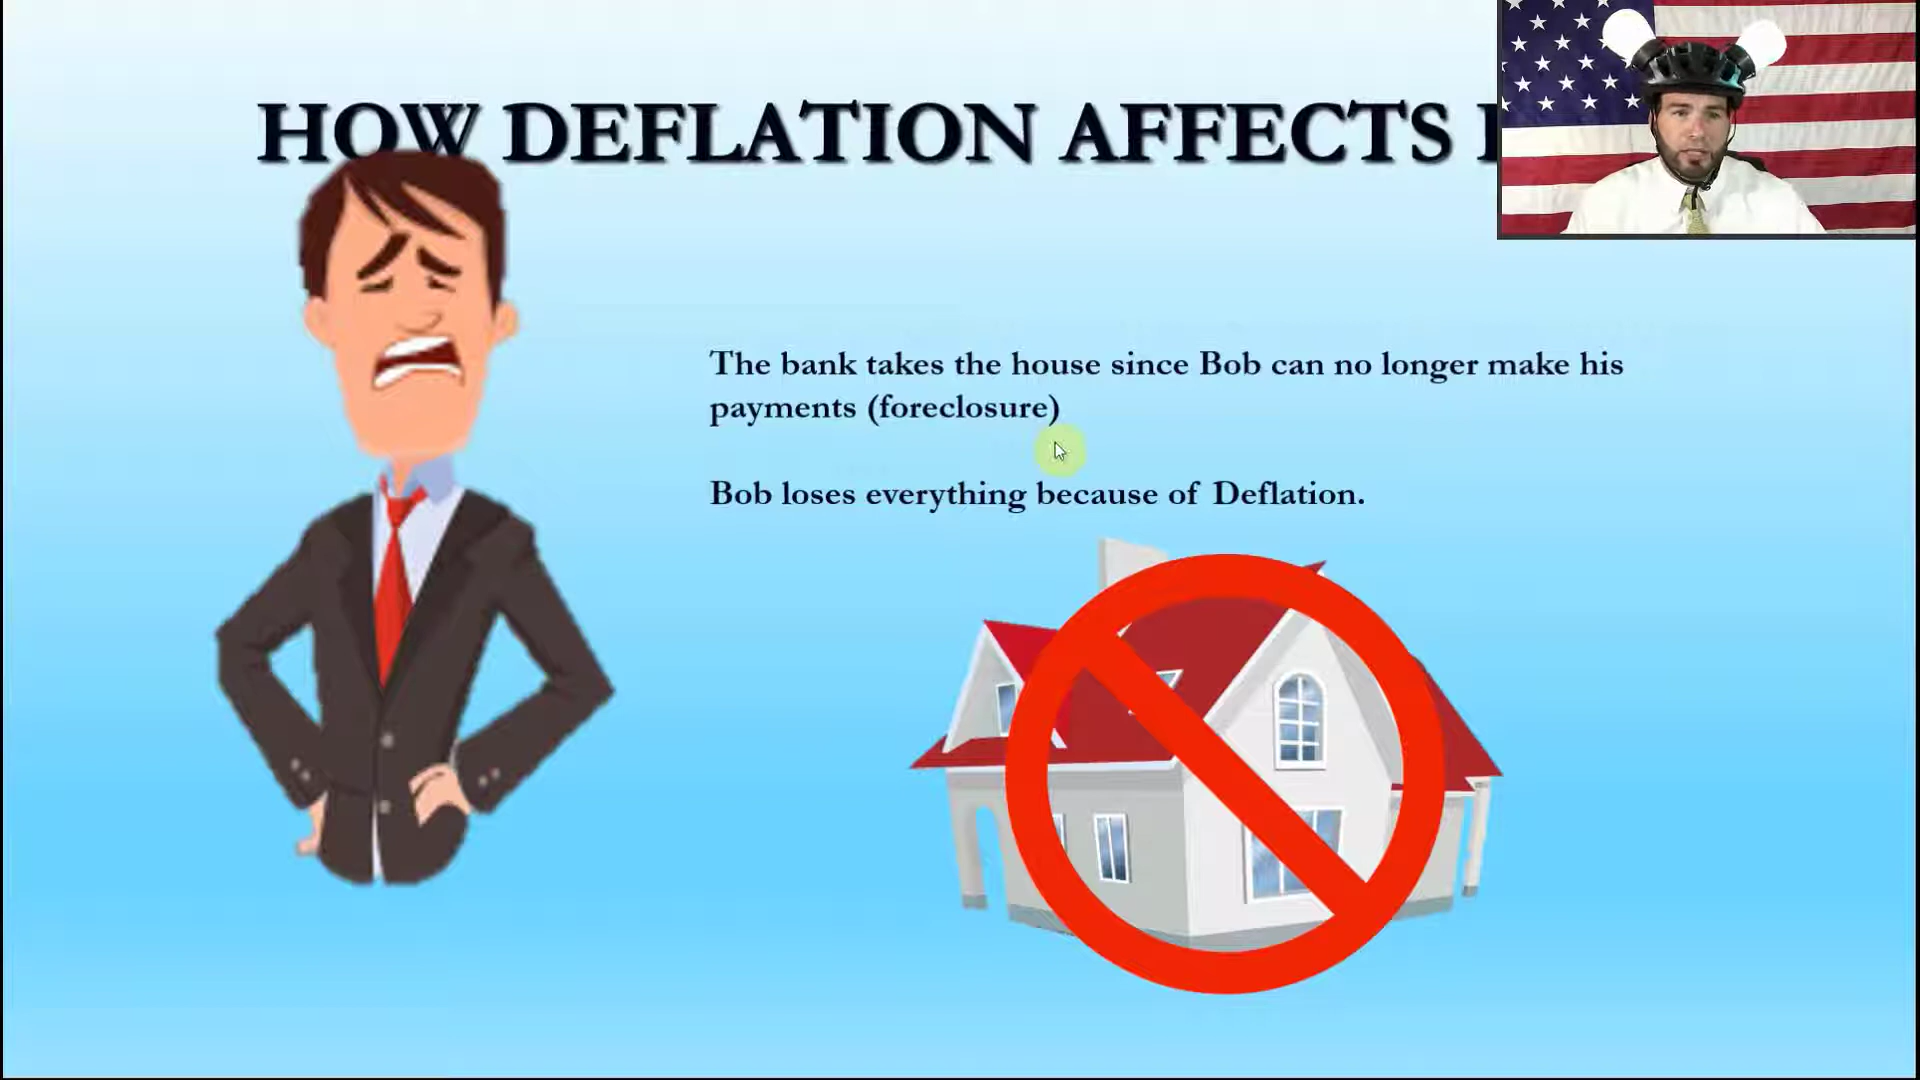 HOW DEFLATION AFFECTS
The bank takes the house since Bob can no longer make his
payments (foreclosure)
Bob loses everything because of Deflation.